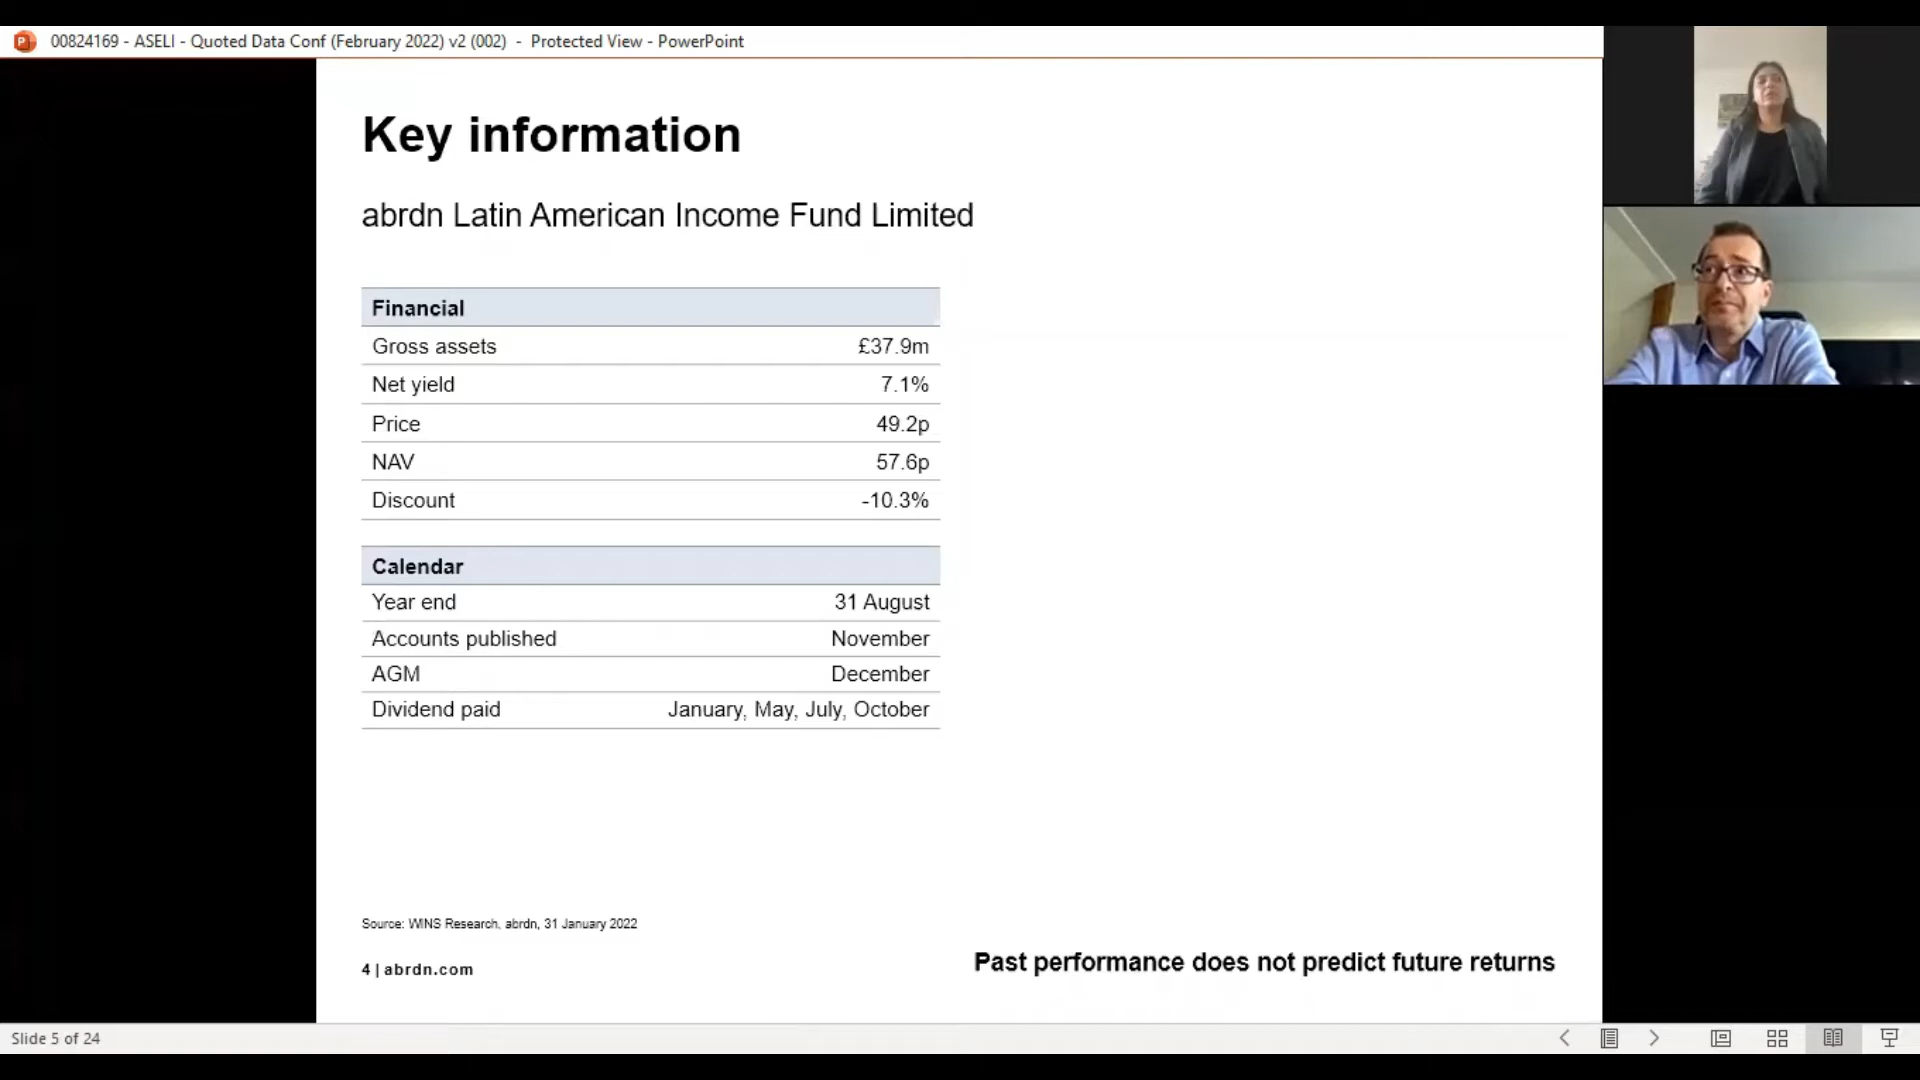 00824169 - ASELI - Quoted Data Conf (February 2022) v2 (002) - Protected View - PowerPoint
Key information
abrdn Latin American Income Fund Limited
Financial
Gross assets £37.9m
Net yield 7.1%
Price 49.2p
NAV 57.6p
Discount -10.3%
Calendar
Year end 31 August
Accounts published November
AGM December
Dividend paid January, May, July, October
Source: WINS Research, abrdn, 31 January 2022
4 | abrdn.com
Past performance does not predict future returns
Slide 5 of 24